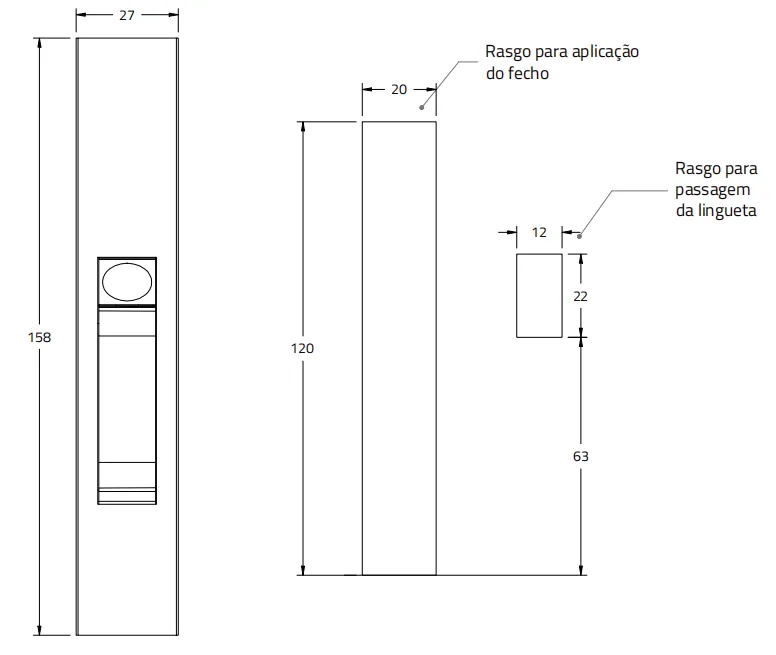 27
Rasgo para aplicação
do fecho
20
Rasgo para
passagem
da lingueta
12
22
158
120
63